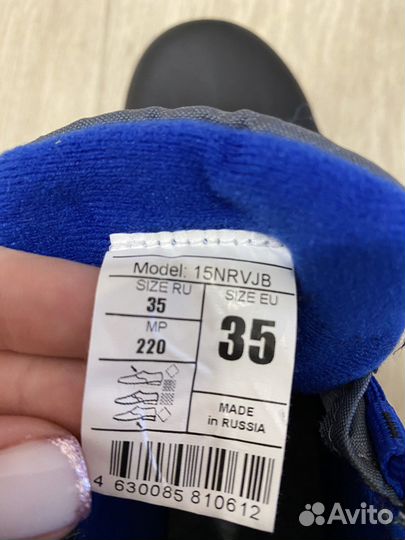 Model: 15NRVJB
SIZE RU
35
MP
220
SIZE EU
35
MADE
in RUSSIA
4 630085 810612
Avito